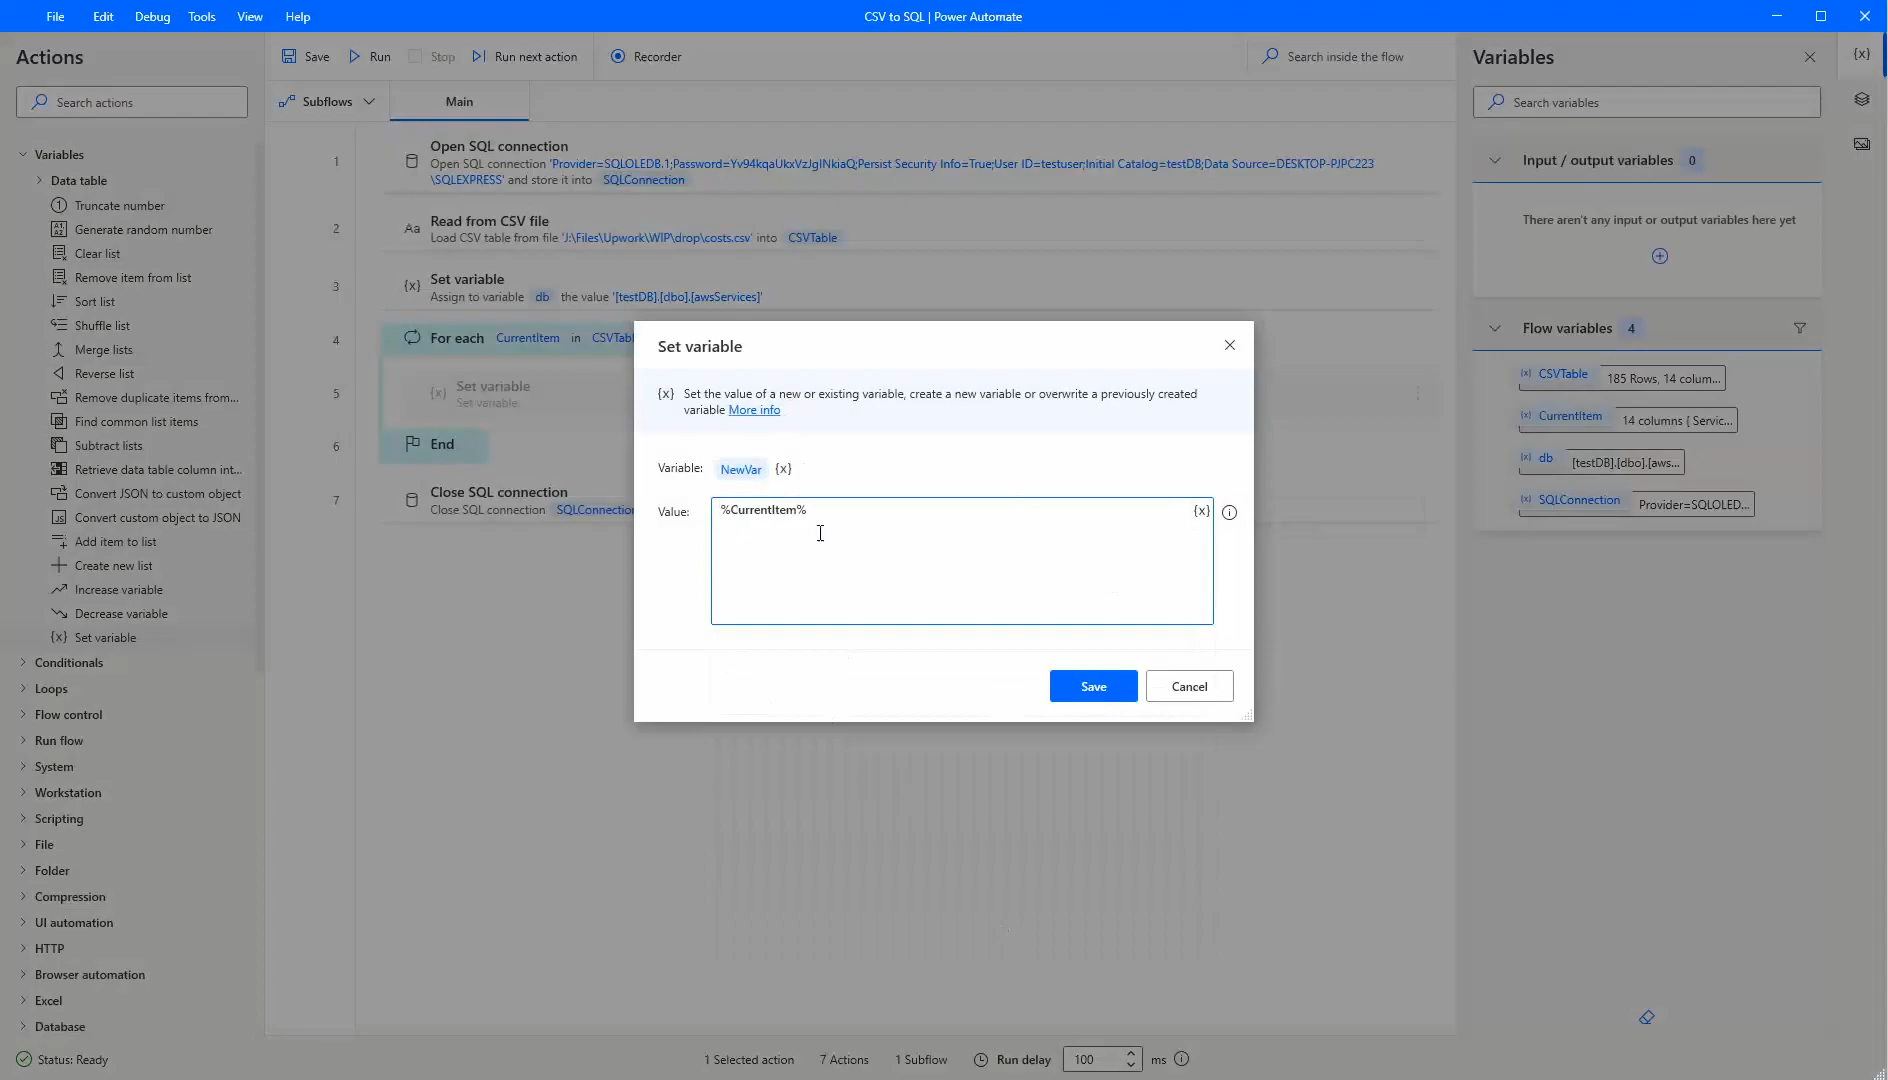 File Edit Debug Tools View Help
CSV to SQL | Power Automate
Actions
Search actions
Variables
Data table
Truncate number
Generate random number
Clear list
Remove item from list
Sort list
Shuffle list
Merge lists
Reverse list
Remove duplicate items from...
Find common list items
Subtract lists
Retrieve data table column int...
Convert JSON to custom object
Convert custom object to JSON
Add item to list
Create new list
Increase variable
Decrease variable
{x} Set variable
Conditionals
Loops
Flow control
Run flow
System
Workstation
Scripting
File
Folder
Compression
UI automation
HTTP
Browser automation
Excel
Database
Save Run Stop Run next action Recorder
Search inside the flow
Subflows Main
1 Open SQL connection
Open SQL connection 'Provider=SQLOLEDB.1;Password=Yv94kqaUkxVzJgINkiaQ;Persist Security Info=True;User ID=testuser;Initial Catalog=testDB;Data Source=DESKTOP-PJPC223
\SQLEXPRESS' and store it into SQLConnection
2 Aa Read from CSV file
Load CSV table from file 'J:\Files\Upwork\WIP\drop\costs.csv' into CSVTable
3 {x} Set variable
Assign to variable db the value '[testDB].[dbo].[awsServices]'
4 For each CurrentItem in CSVTabl
5 {x} Set variable
Set variable
6 End
7 Close SQL connection
Close SQL connection SQLConnection
Set variable
{x} Set the value of a new or existing variable, create a new variable or overwrite a previously created
variable More info
Variable: NewVar {x}
Value: %CurrentItem% {x}
Save Cancel
Variables
{x}
Search variables
Input / output variables 0
There aren't any input or output variables here yet
Flow variables 4
{x} CSVTable 185 Rows, 14 colum...
{x} CurrentItem 14 columns { Servic...
{x} db [testDB].[dbo].[aws...
{x} SQLConnection Provider=SQLOLED...
Status: Ready
1 Selected action 7 Actions 1 Subflow Run delay 100 ms